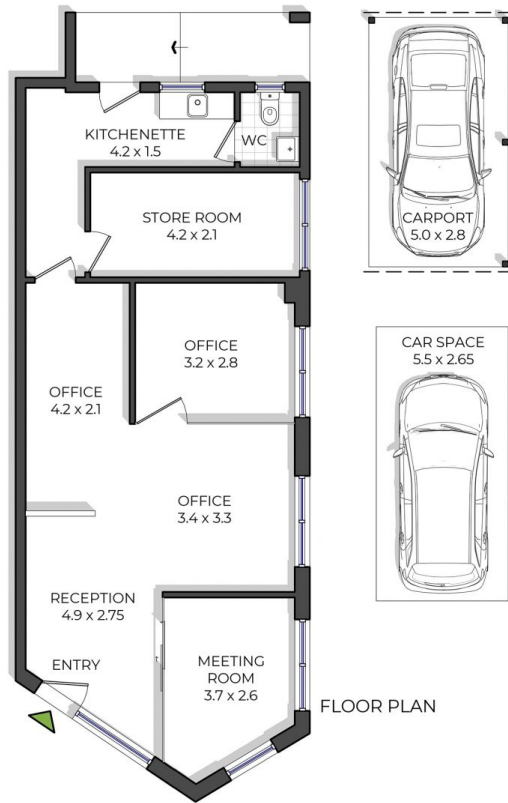 KITCHENETTE
4.2 x 1.5
WC
STORE ROOM
4.2 x 2.1
OFFICE
3.2 x 2.8
OFFICE
4.2 x 2.1
OFFICE
3.4 x 3.3
RECEPTION
4.9 x 2.75
ENTRY
MEETING
ROOM
3.7 x 2.6
CARPORT
5.0 x 2.8
CAR SPACE
5.5 x 2.65
FLOOR PLAN